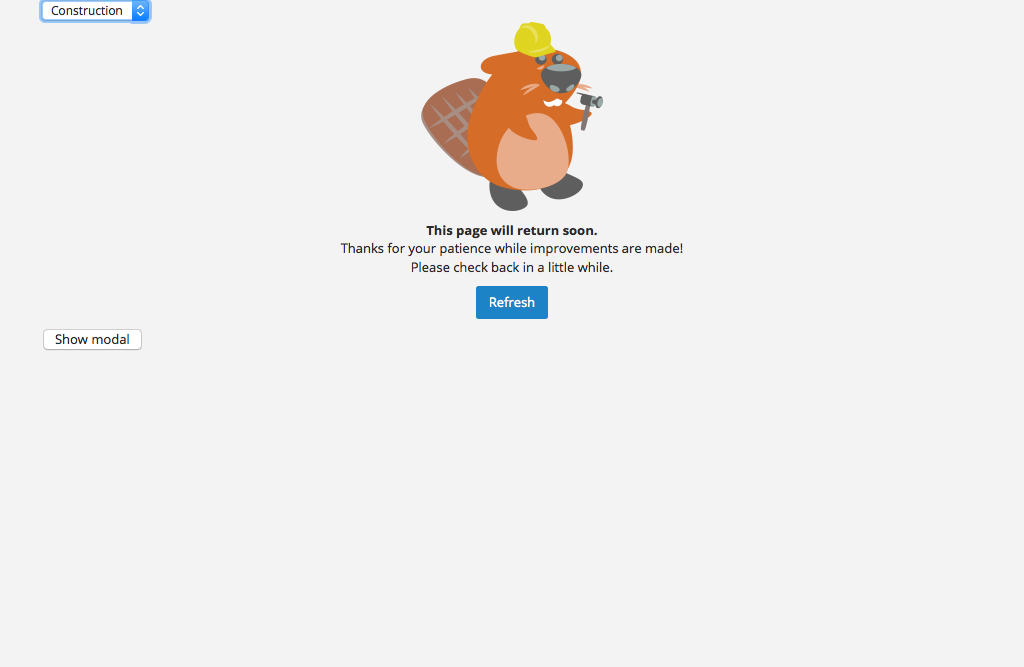 Construction
This page will return soon.
Thanks for your patience while improvements are made!
Please check back in a little while.
Refresh
Show modal